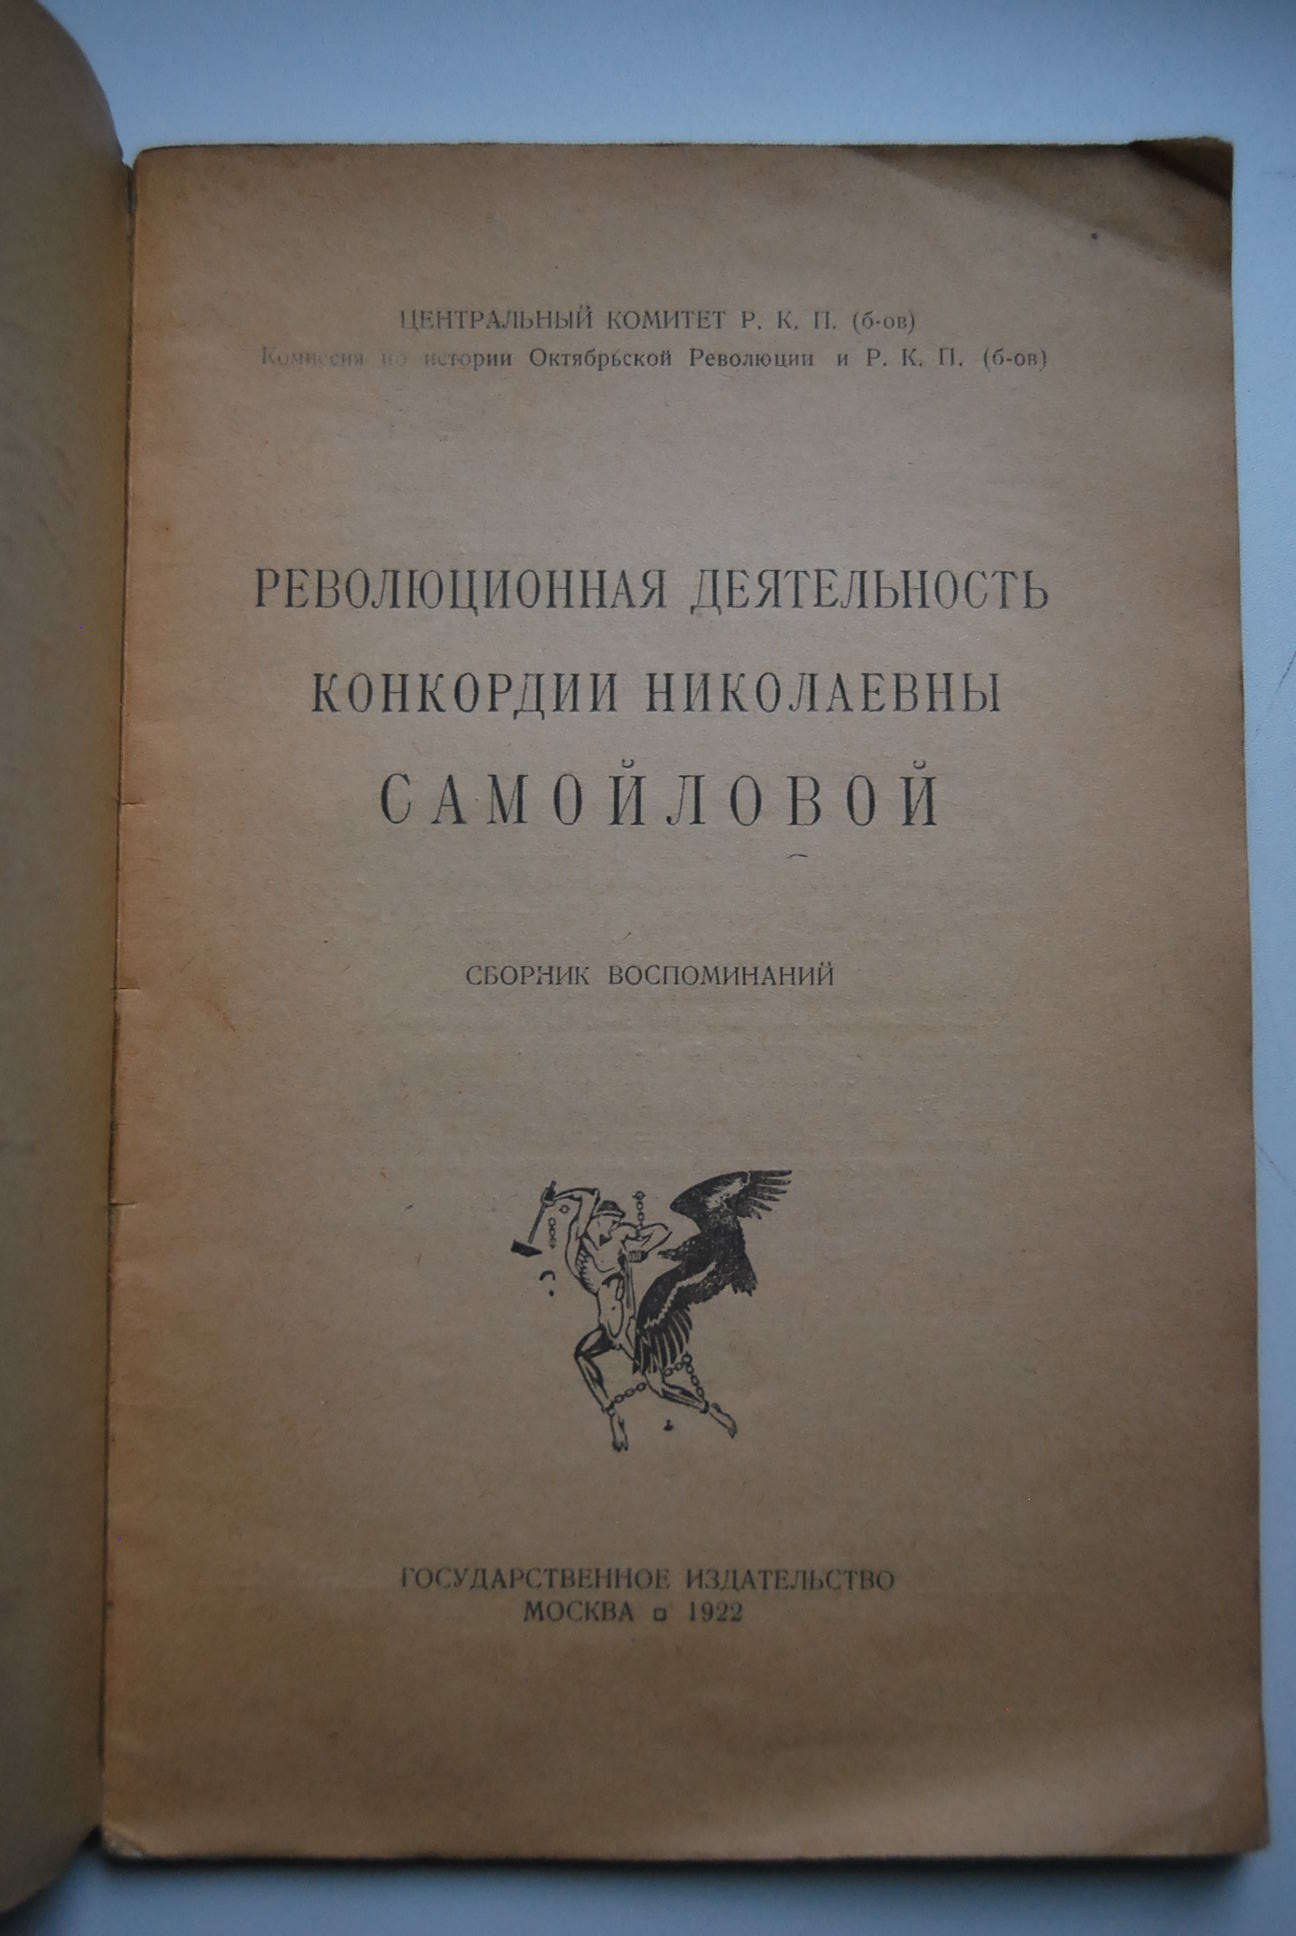 ЦЕНТРАЛЬНЫЙ КОМИТЕТ Р. К. П. (б-ов)
Комиссия по истории Октябрьской Революции и Р. К. П. (б-ов)
РЕВОЛЮЦИОННАЯ ДЕЯТЕЛЬНОСТЬ
КОНКОРДИИ НИКОЛАЕВНЫ
САМОЙЛОВОЙ
СБОРНИК ВОСПОМИНАНИЙ
ГОСУДАРСТВЕННОЕ ИЗДАТЕЛЬСТВО
МОСКВА □ 1922